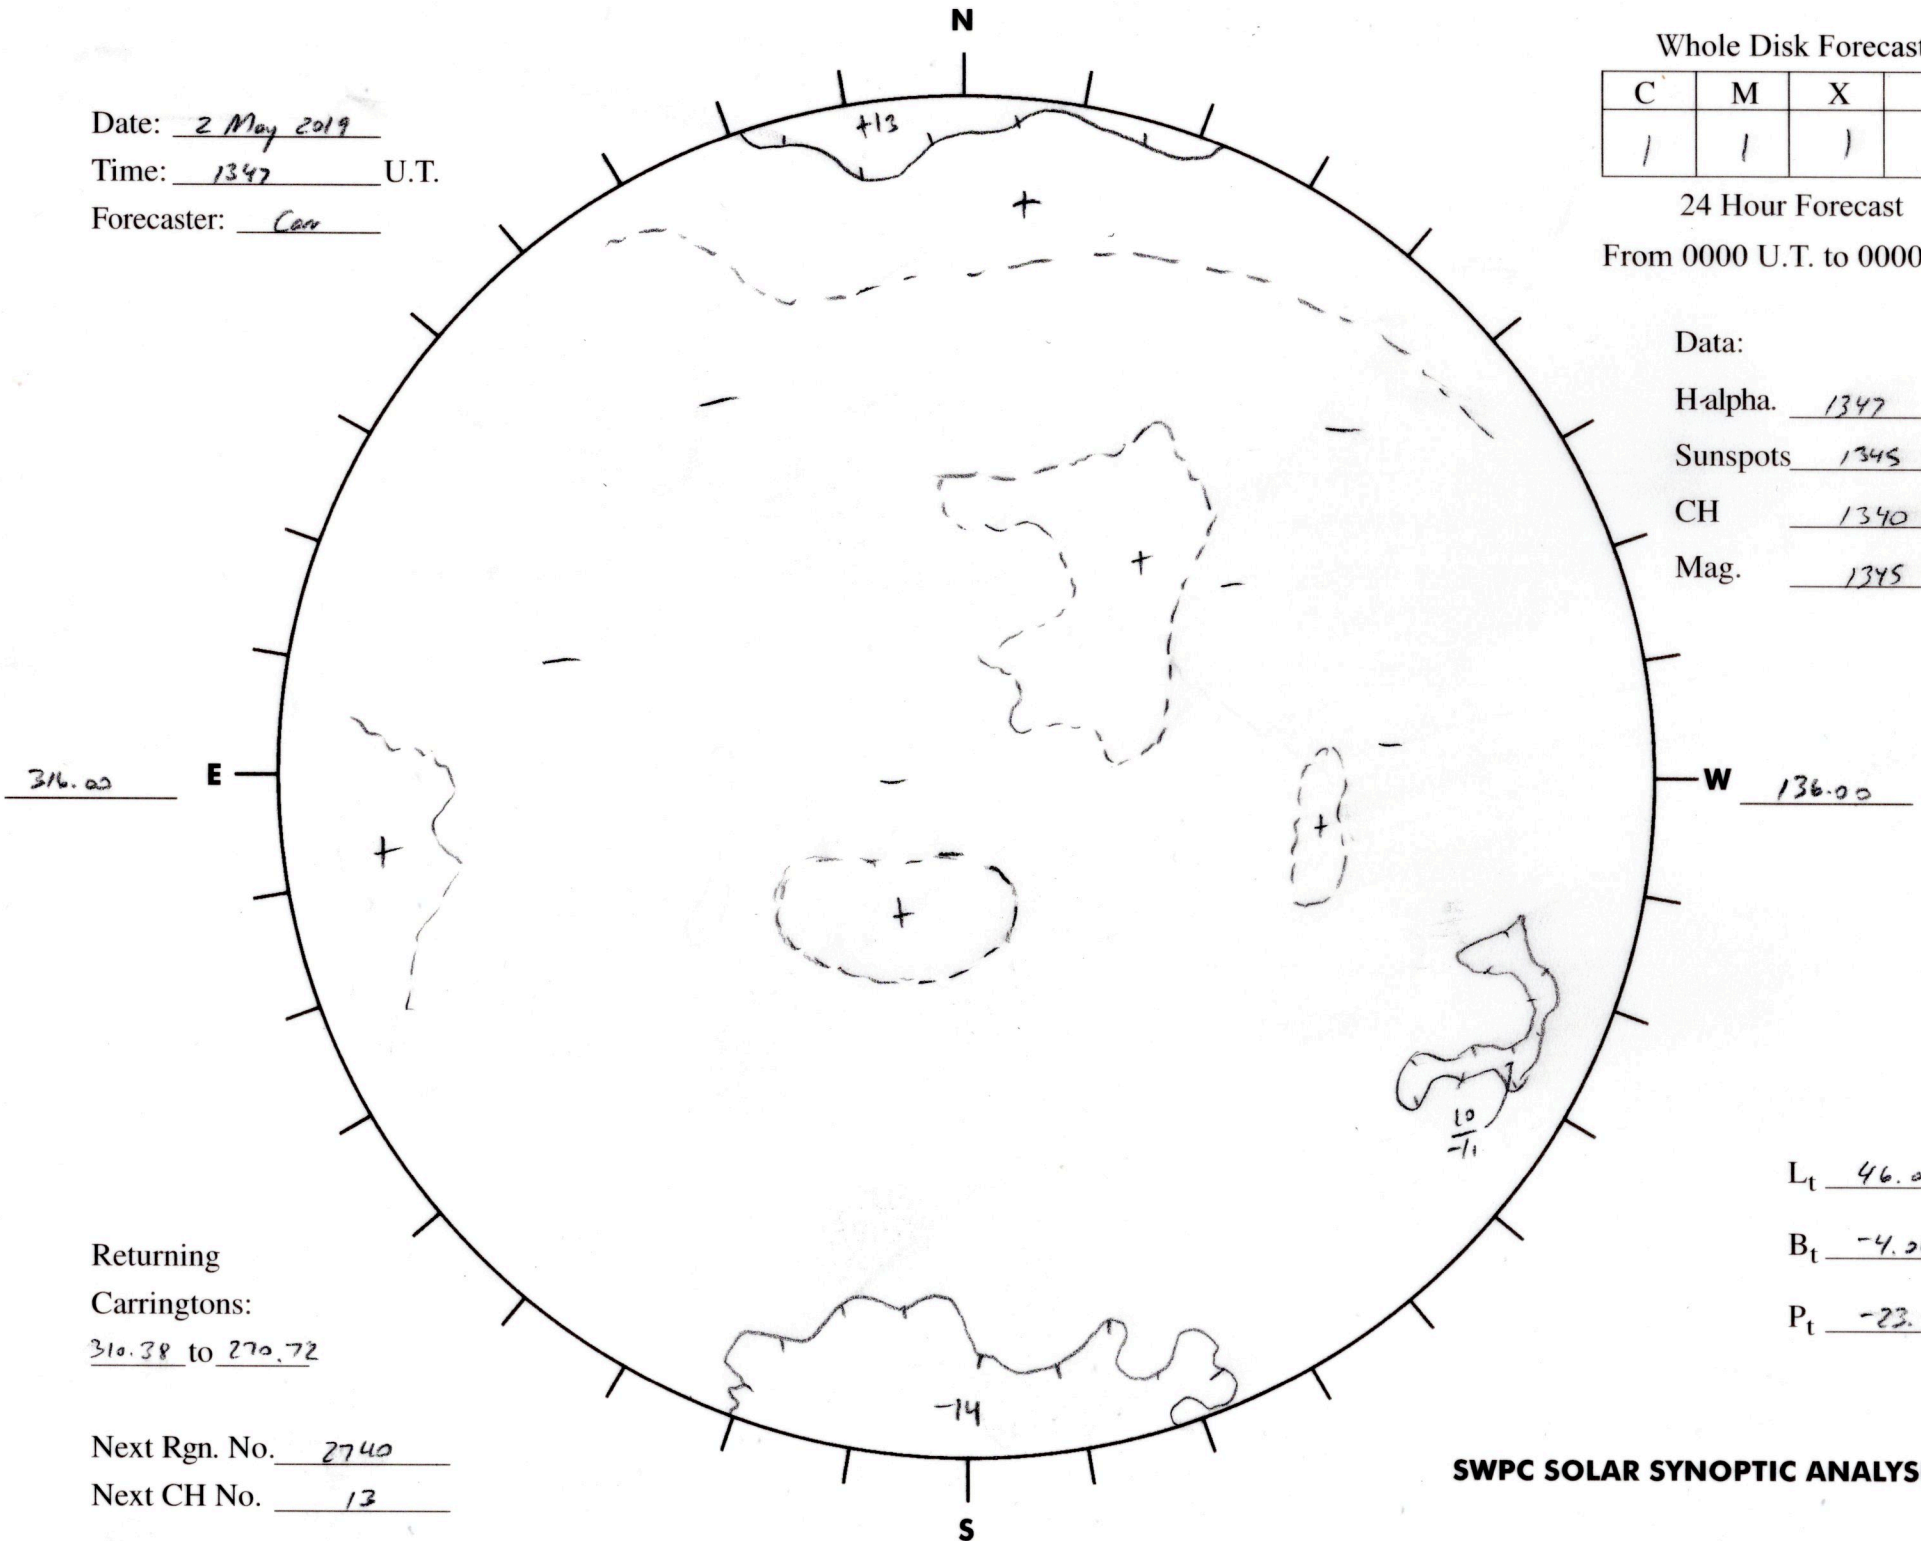 N
Whole Disk Forecast
C M X
1 1 1
24 Hour Forecast
From 0000 U.T. to 0000
Date: 2 May 2019
Time: 1347 U.T.
Forecaster:
+13
+
Data:
H-alpha. 1347
Sunspots 1345
CH 1340
Mag. 1345
- -
+
-
-
316.00 E
- -
W 136.00
+ + +
10
-11
Lt 46.0
Bt -4.0
Pt -23.
Returning
Carringtons:
310.38 to 270.72
-14
Next Rgn. No. 2740
Next CH No. 13
SWPC SOLAR SYNOPTIC ANALYS
S